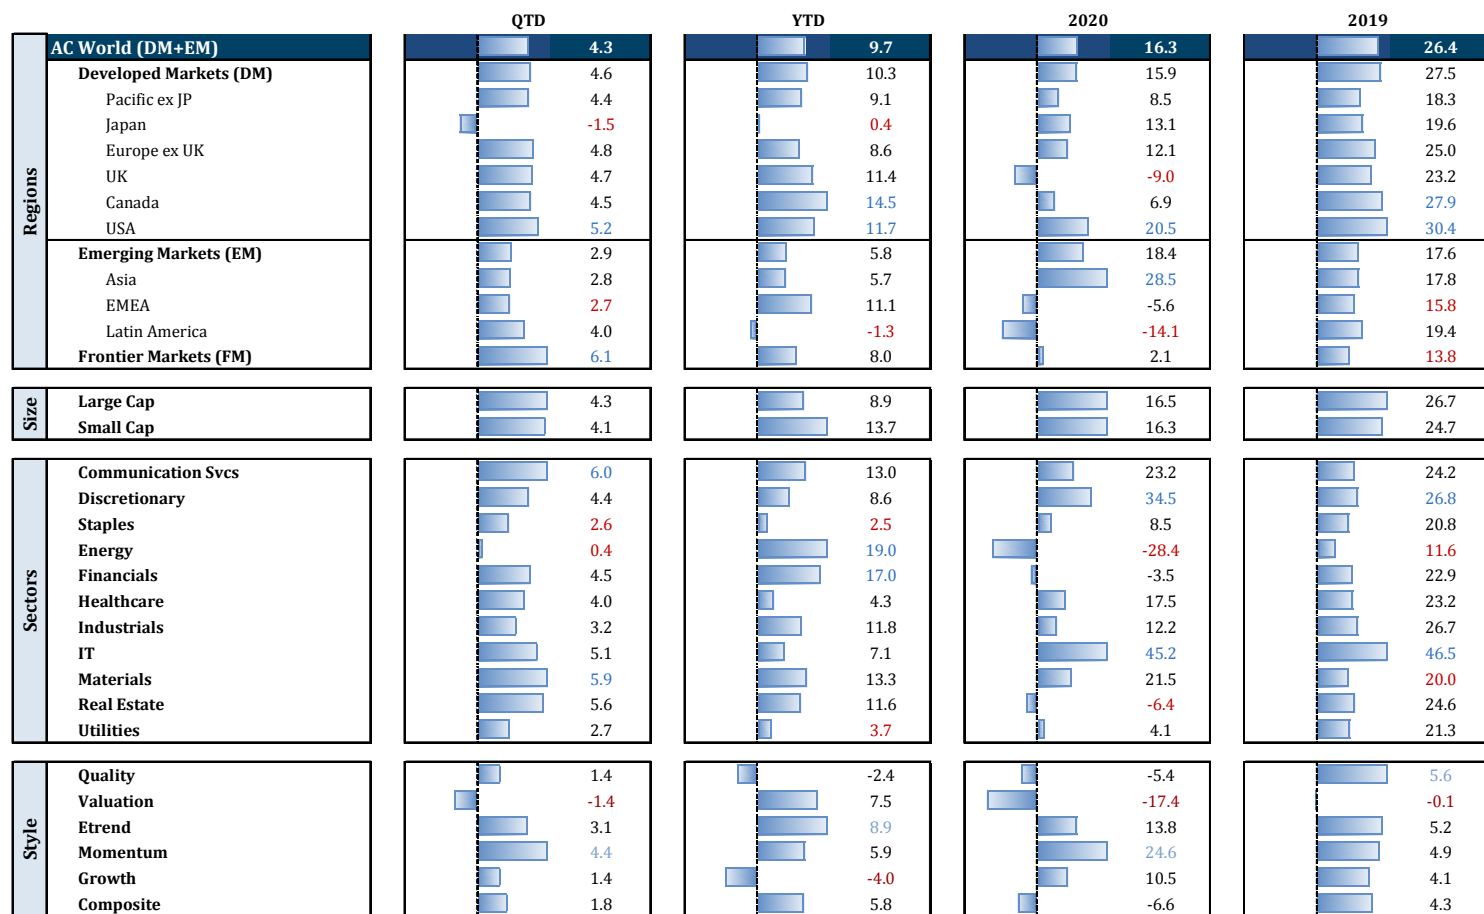 QTD YTD 2020 2019
AC World (DM+EM) 4.3 9.7 16.3 26.4
Developed Markets (DM) 4.6 10.3 15.9 27.5
Pacific ex JP 4.4 9.1 8.5 18.3
Japan -1.5 0.4 13.1 19.6
Europe ex UK 4.8 8.6 12.1 25.0
UK 4.7 11.4 -9.0 23.2
Canada 4.5 14.5 6.9 27.9
USA 5.2 11.7 20.5 30.4
Emerging Markets (EM) 2.9 5.8 18.4 17.6
Asia 2.8 5.7 28.5 17.8
EMEA 2.7 11.1 -5.6 15.8
Latin America 4.0 -1.3 -14.1 19.4
Frontier Markets (FM) 6.1 8.0 2.1 13.8
Regions
Large Cap 4.3 8.9 16.5 26.7
Small Cap 4.1 13.7 16.3 24.7
Size
Communication Svcs 6.0 13.0 23.2 24.2
Discretionary 4.4 8.6 34.5 26.8
Staples 2.6 2.5 8.5 20.8
Energy 0.4 19.0 -28.4 11.6
Financials 4.5 17.0 -3.5 22.9
Healthcare 4.0 4.3 17.5 23.2
Industrials 3.2 11.8 12.2 26.7
IT 5.1 7.1 45.2 46.5
Materials 5.9 13.3 21.5 20.0
Real Estate 5.6 11.6 -6.4 24.6
Utilities 2.7 3.7 4.1 21.3
Sectors
Quality 1.4 -2.4 -5.4 5.6
Valuation -1.4 7.5 -17.4 -0.1
Etrend 3.1 8.9 13.8 5.2
Momentum 4.4 5.9 24.6 4.9
Growth 1.4 -4.0 10.5 4.1
Composite 1.8 5.8 -6.6 4.3
Style